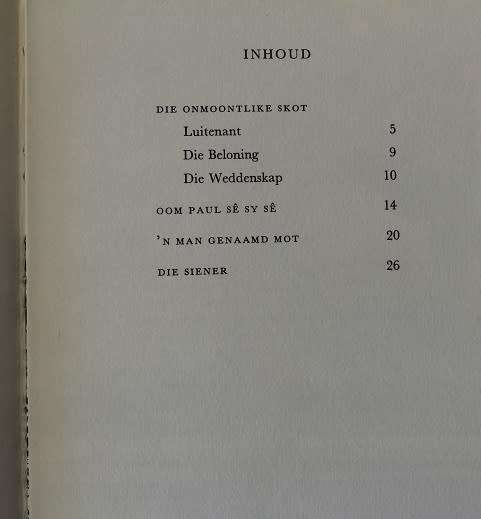 INHOUD
DIE ONMOONTLIKE SKOT
Luitenant 5
Die Beloning 9
Die Weddenskap 10
OOM PAUL SÊ SY SÊ 14
’N MAN GENAAMD MOT 20
DIE SIENER 26